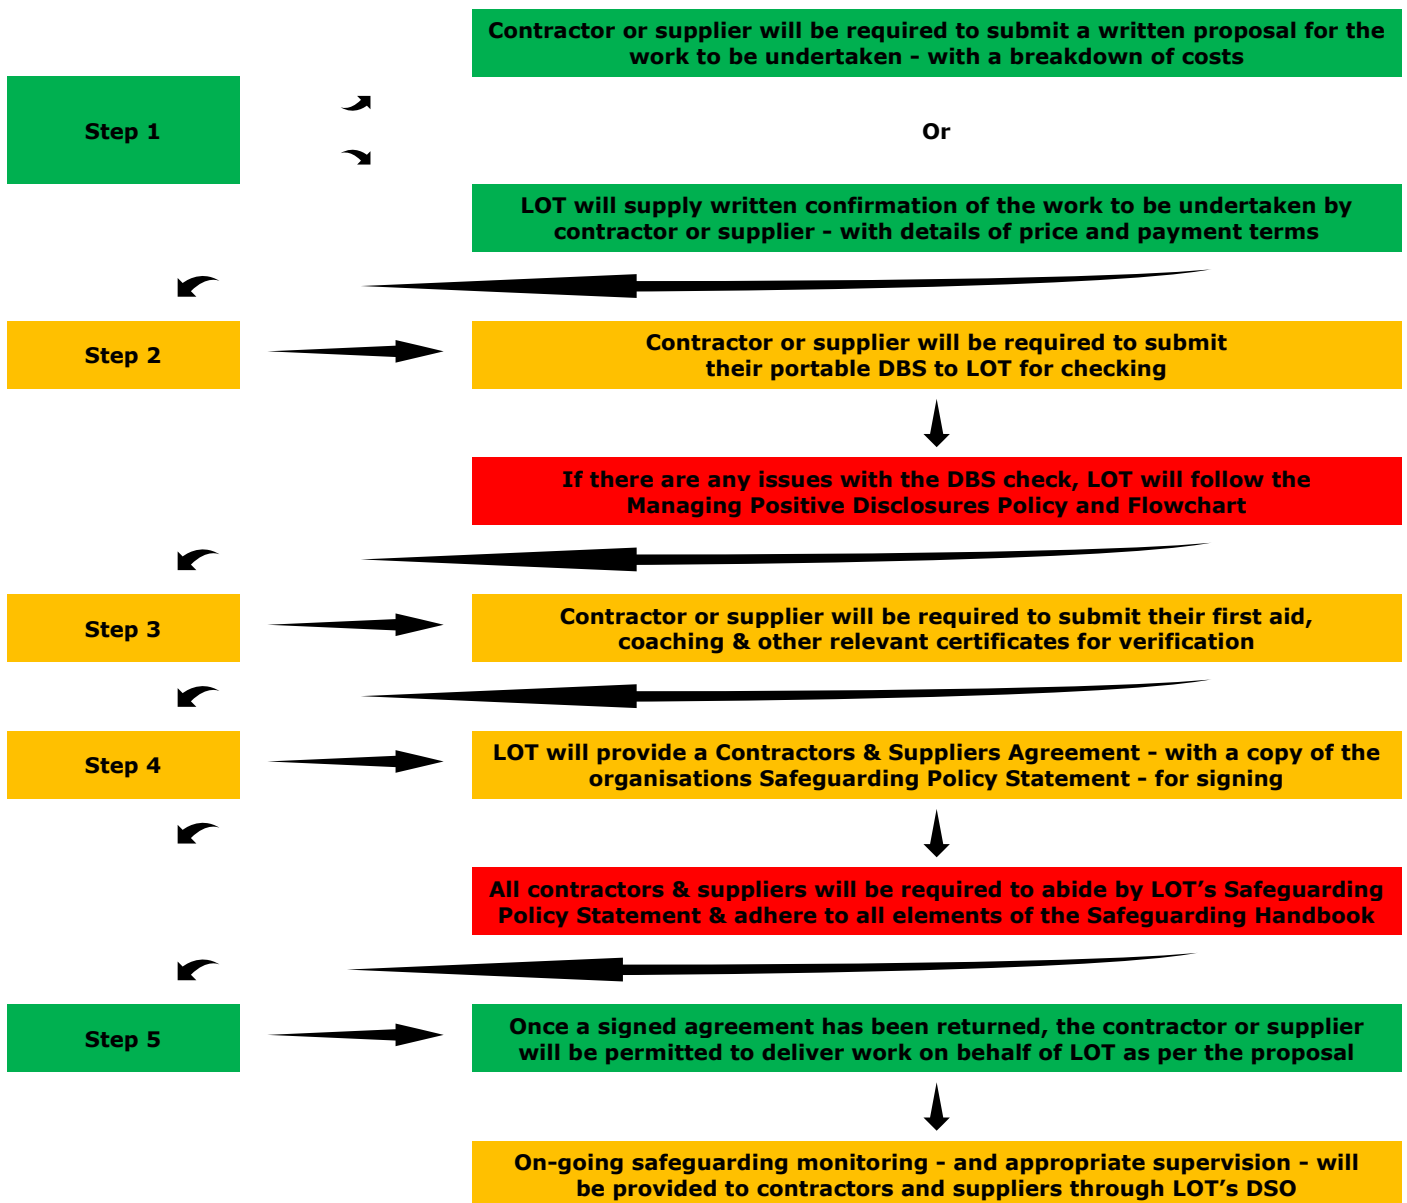 Contractor or supplier will be required to submit a written proposal for the
work to be undertaken - with a breakdown of costs
Step 1
Or
LOT will supply written confirmation of the work to be undertaken by
contractor or supplier - with details of price and payment terms
Step 2
Contractor or supplier will be required to submit
their portable DBS to LOT for checking
If there are any issues with the DBS check, LOT will follow the
Managing Positive Disclosures Policy and Flowchart
Step 3
Contractor or supplier will be required to submit their first aid,
coaching & other relevant certificates for verification
Step 4
LOT will provide a Contractors & Suppliers Agreement - with a copy of the
organisations Safeguarding Policy Statement - for signing
All contractors & suppliers will be required to abide by LOT’s Safeguarding
Policy Statement & adhere to all elements of the Safeguarding Handbook
Step 5
Once a signed agreement has been returned, the contractor or supplier
will be permitted to deliver work on behalf of LOT as per the proposal
On-going safeguarding monitoring - and appropriate supervision - will
be provided to contractors and suppliers through LOT’s DSO